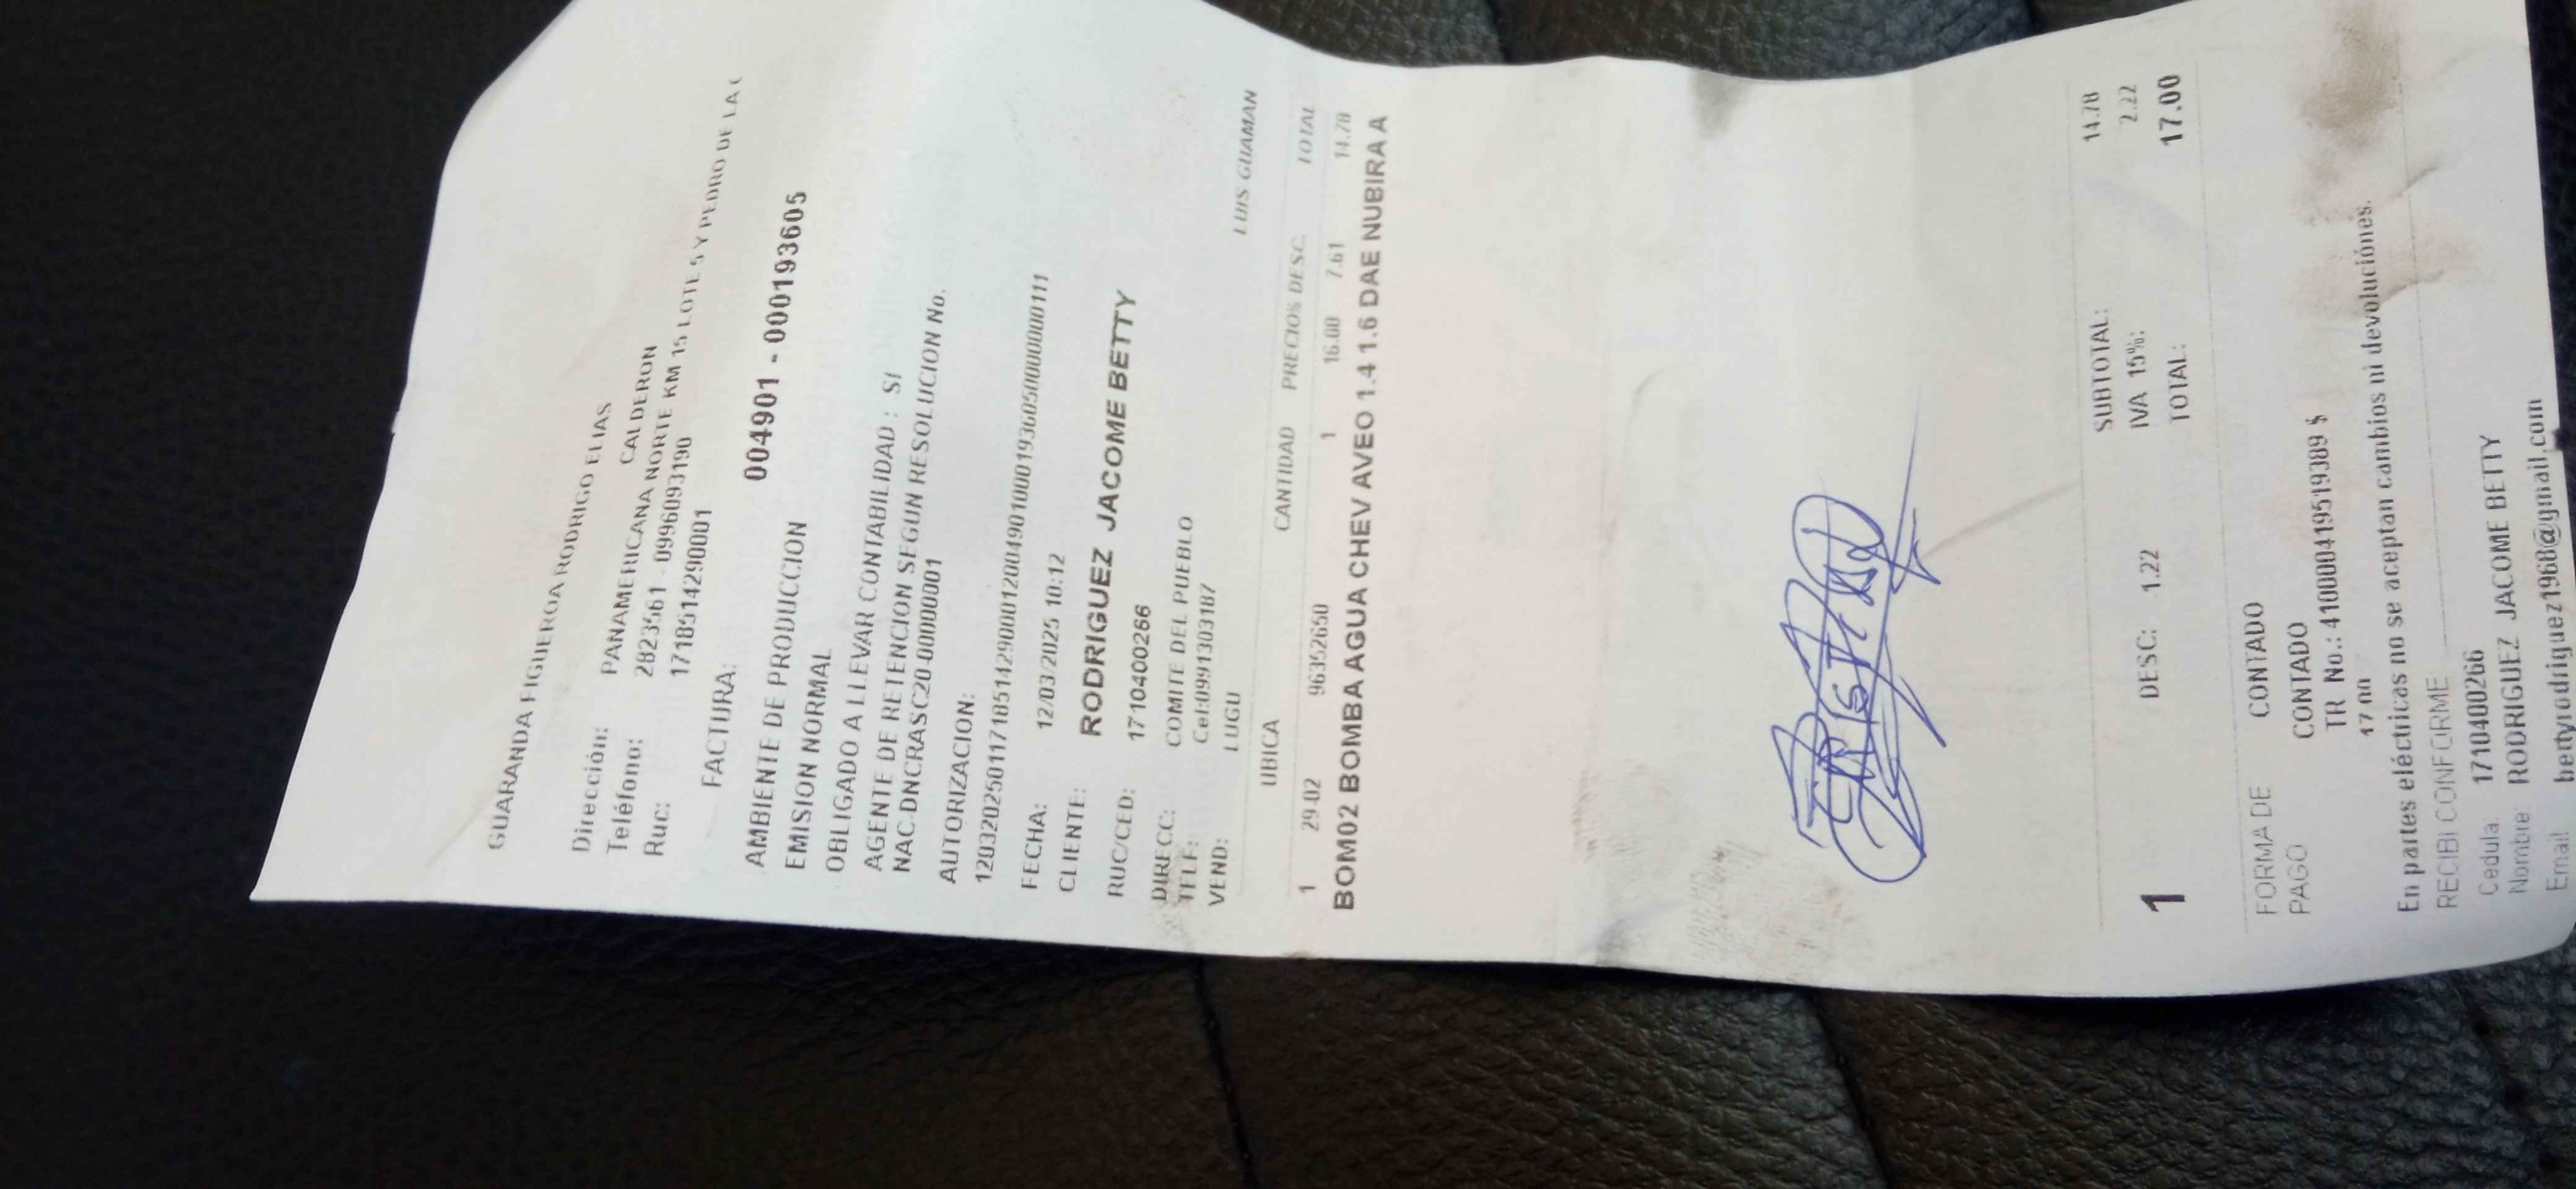 GUARANDA FIGUEROA RODRIGO ELIAS
CALDERON
Dirección: PANAMERICANA NORTE KM 15 LOTE 5 Y PEDRO DE LA
Teléfono: 2823561 - 0996093190
Ruc: 1718514290001
FACTURA: 004901 - 000193605
AMBIENTE DE PRODUCCION
EMISION NORMAL
OBLIGADO A LLEVAR CONTABILIDAD : SI
AGENTE DE RETENCION SEGUN RESOLUCION No.
NAC-DNCRASC20-00000001
AUTORIZACION:
FECHA: 12/03/2025 10:12
CLIENTE: RODRIGUEZ JACOME BETTY
RUC/CED: 1710400266
DIRECC: COMITE DEL PUEBLO
TELF: Cel:0991303187
VEND: LUGU LUIS GUAMAN
UBICA CANTIDAD PRECIO% DESC. TOTAL
1 29-02 96352650 1 16.00 7.61 14.78
BOM02 BOMBA AGUA CHEV AVEO 1.4 1.6 DAE NUBIRA A
SUBTOTAL: 14.78
1 DESC: 1.22 IVA 15%: 2.22
TOTAL: 17.00
FORMA DE PAGO CONTADO
CONTADO
TR No.: 4100000419519389 $
17.00
En partes eléctricas no se aceptan cambios ni devoluciónes.
RECIBI CONFORME
Cedula: 1710400266
Nombre: RODRIGUEZ JACOME BETTY
Email bettyrodriguez1968@gmail.com